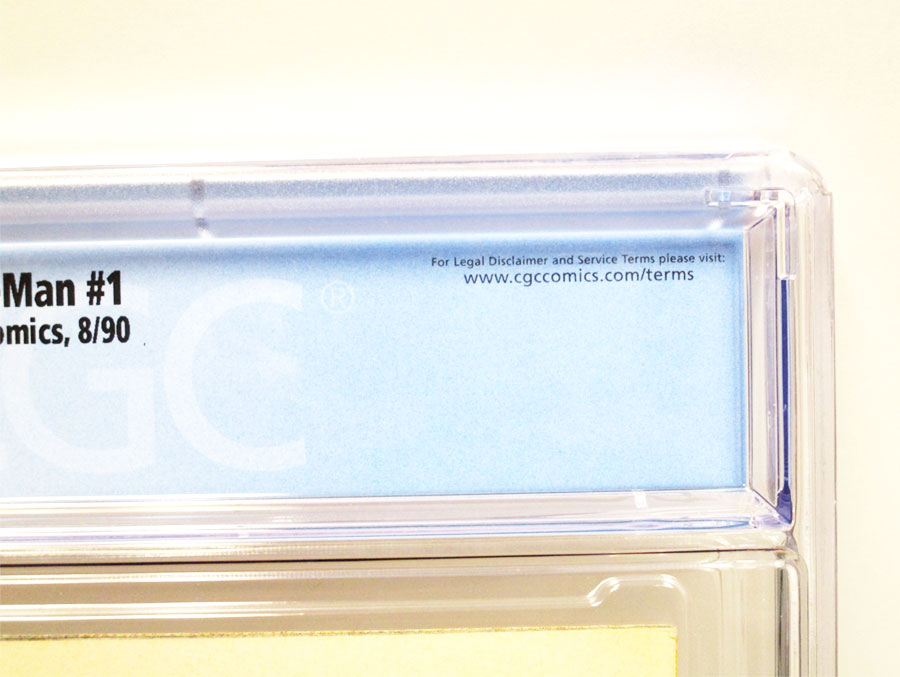 -Man #1
omics, 8/90
GC®
For Legal Disclaimer and Service Terms please visit:
www.cgccomics.com/terms